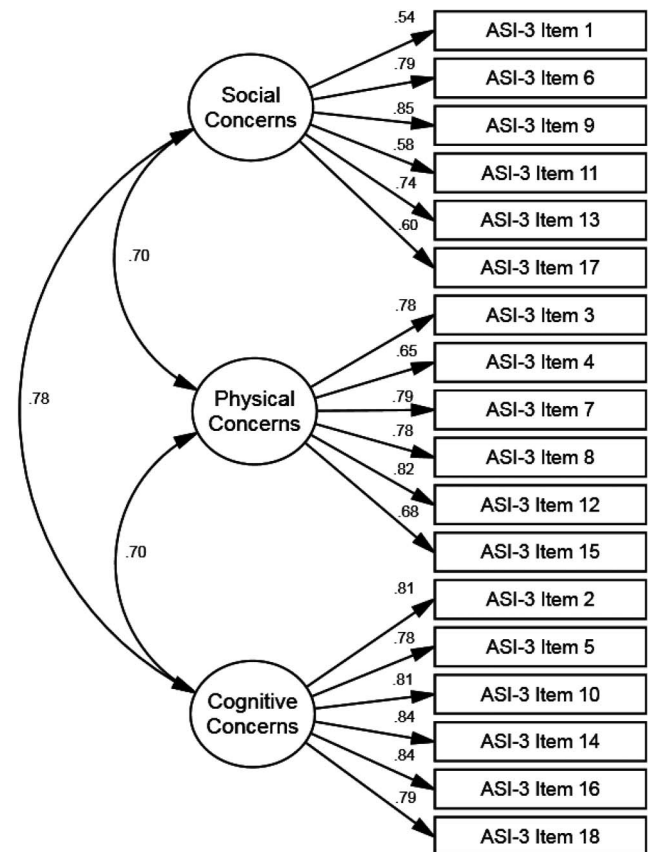 .54
ASI-3 Item 1
.79
ASI-3 Item 6
Social
Concerns
.85
ASI-3 Item 9
.58
ASI-3 Item 11
.74
ASI-3 Item 13
.60
ASI-3 Item 17
.70
.78
ASI-3 Item 3
.65
ASI-3 Item 4
.78
Physical
Concerns
.79
ASI-3 Item 7
.78
ASI-3 Item 8
.82
ASI-3 Item 12
.68
ASI-3 Item 15
.70
.81
ASI-3 Item 2
.78
ASI-3 Item 5
Cognitive
Concerns
.81
ASI-3 Item 10
.84
ASI-3 Item 14
.84
ASI-3 Item 16
.79
ASI-3 Item 18